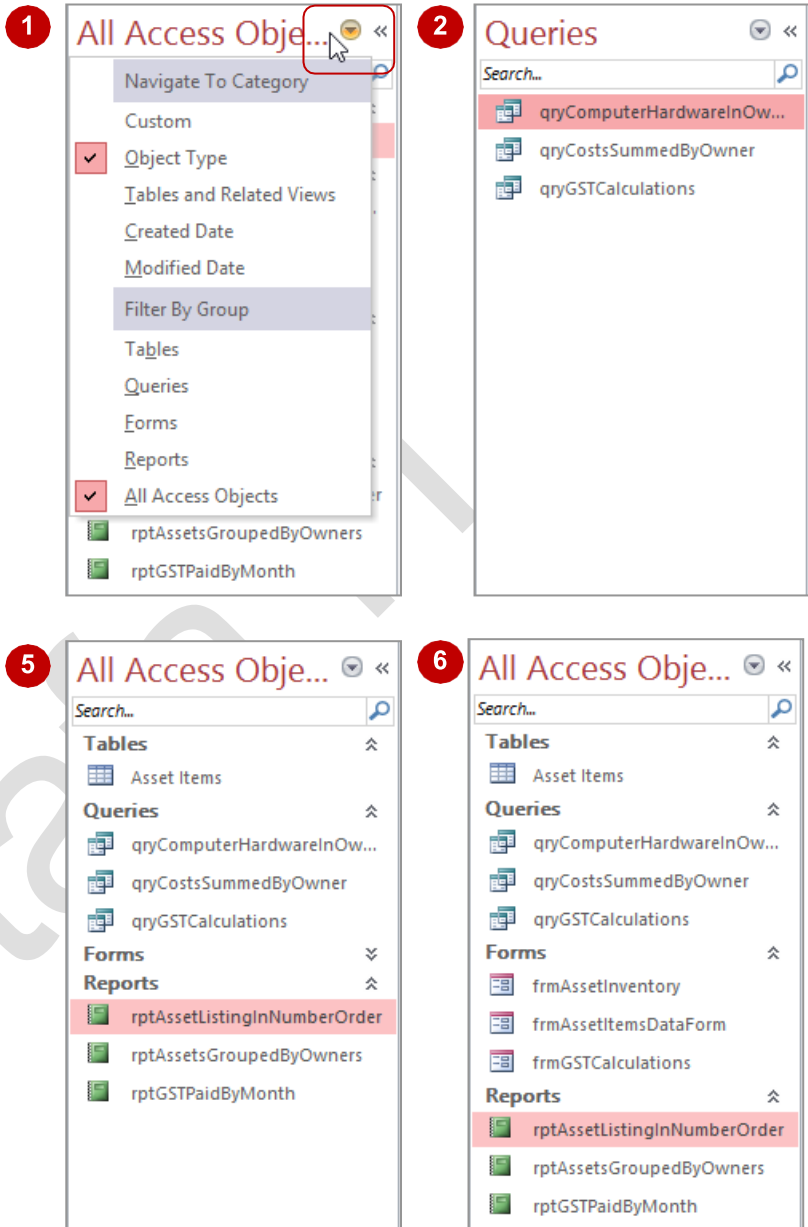 1
All Access Obje...
«
Navigate To Category
Custom
Object Type
Tables and Related Views
Created Date
Modified Date
Filter By Group
Tables
Queries
Forms
Reports
All Access Objects
rptAssetsGroupedByOwners
rptGSTPaidByMonth
2
Queries
«
Search...
qryComputerHardwareInOw...
qryCostsSummedByOwner
qryGSTCalculations
5
All Access Obje...
«
Search...
Tables
Asset Items
Queries
qryComputerHardwareInOw...
qryCostsSummedByOwner
qryGSTCalculations
Forms
Reports
rptAssetListingInNumberOrder
rptAssetsGroupedByOwners
rptGSTPaidByMonth
6
All Access Obje...
«
Search...
Tables
Asset Items
Queries
qryComputerHardwareInOw...
qryCostsSummedByOwner
qryGSTCalculations
Forms
frmAssetInventory
frmAssetItemsDataForm
frmGSTCalculations
Reports
rptAssetListingInNumberOrder
rptAssetsGroupedByOwners
rptGSTPaidByMonth